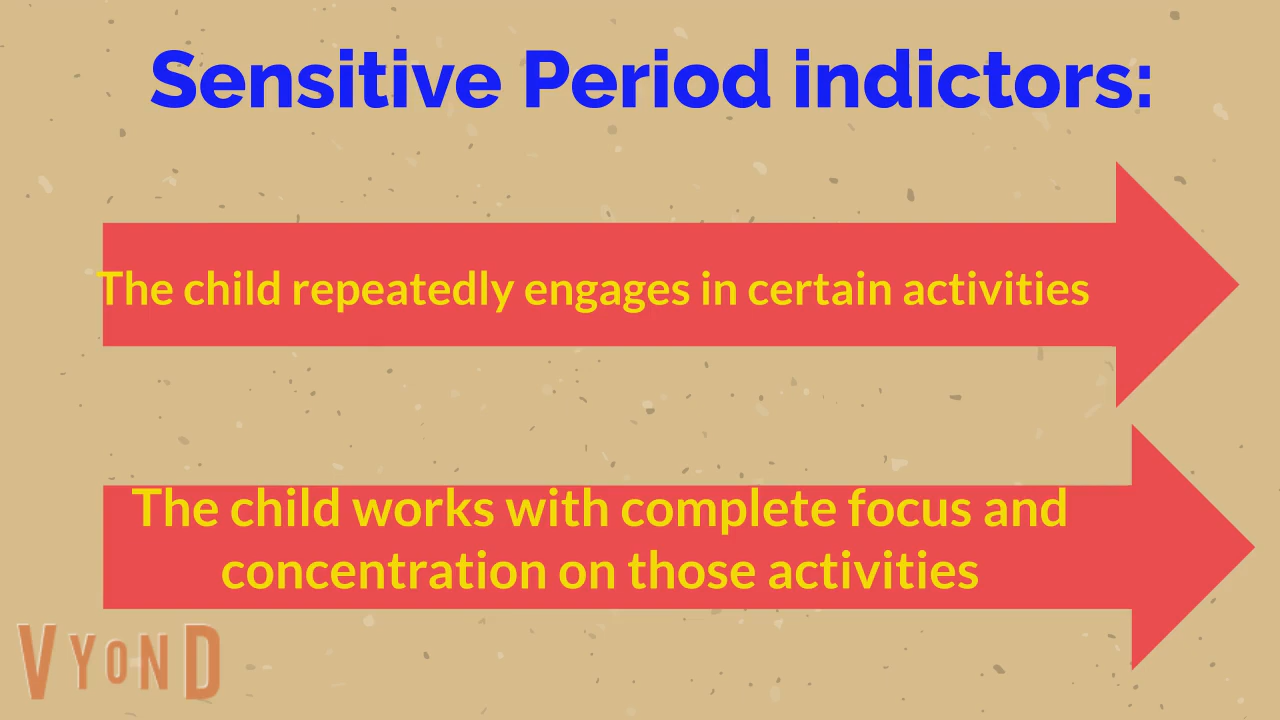 Sensitive Period indictors:
The child repeatedly engages in certain activities
The child works with complete focus and
concentration on those activities
VYOND